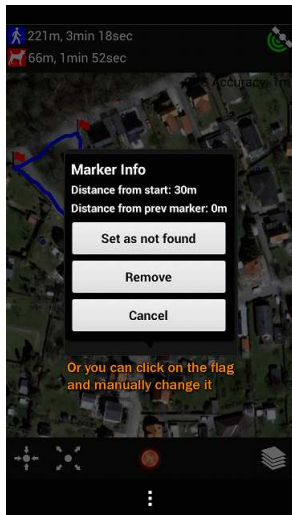 221m, 3min 18sec
66m, 1min 52sec
Accuracy: 1m
Marker Info
Distance from start: 30m
Distance from prev marker: 0m
Set as not found
Remove
Cancel
Or you can click on the flag
and manually change it